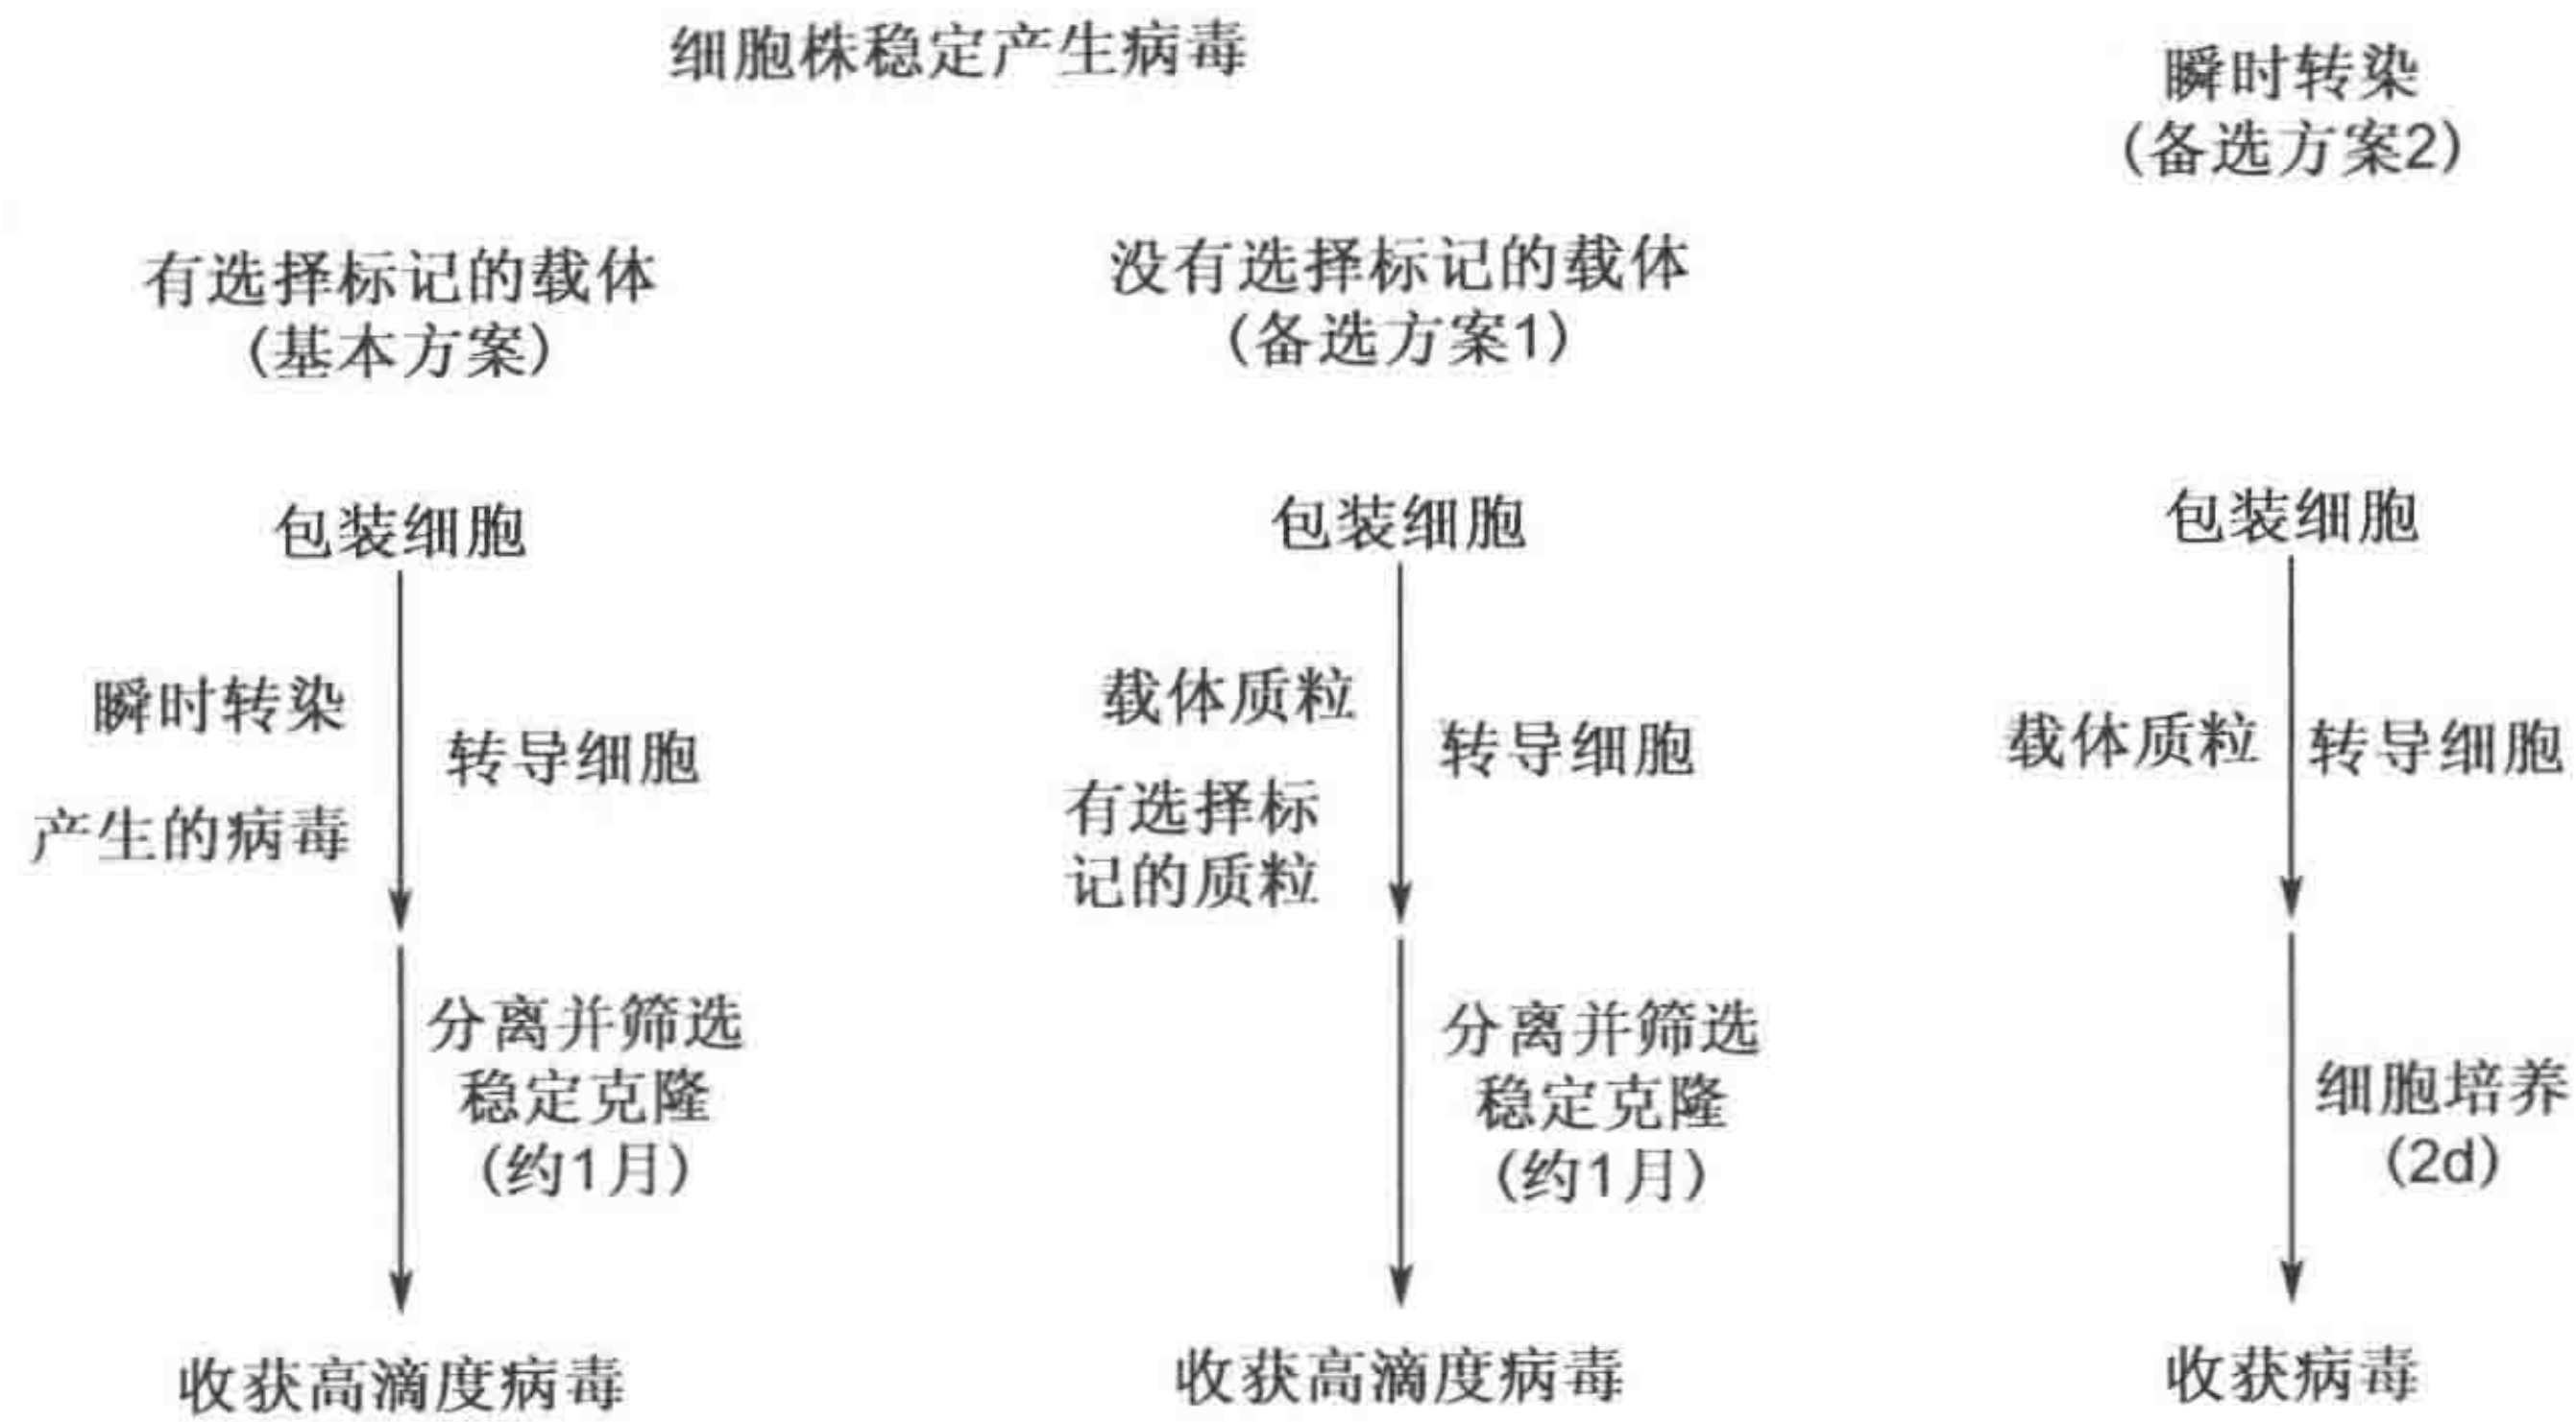 细胞株稳定产生病毒
瞬时转染
(备选方案2)
有选择标记的载体
(基本方案)
没有选择标记的载体
(备选方案1)
包装细胞
瞬时转染
产生的病毒
转导细胞
分离并筛选
稳定克隆
(约1月)
收获高滴度病毒
包装细胞
载体质粒
有选择标
记的质粒
转导细胞
分离并筛选
稳定克隆
(约1月)
收获高滴度病毒
包装细胞
载体质粒
转导细胞
细胞培养
(2d)
收获病毒